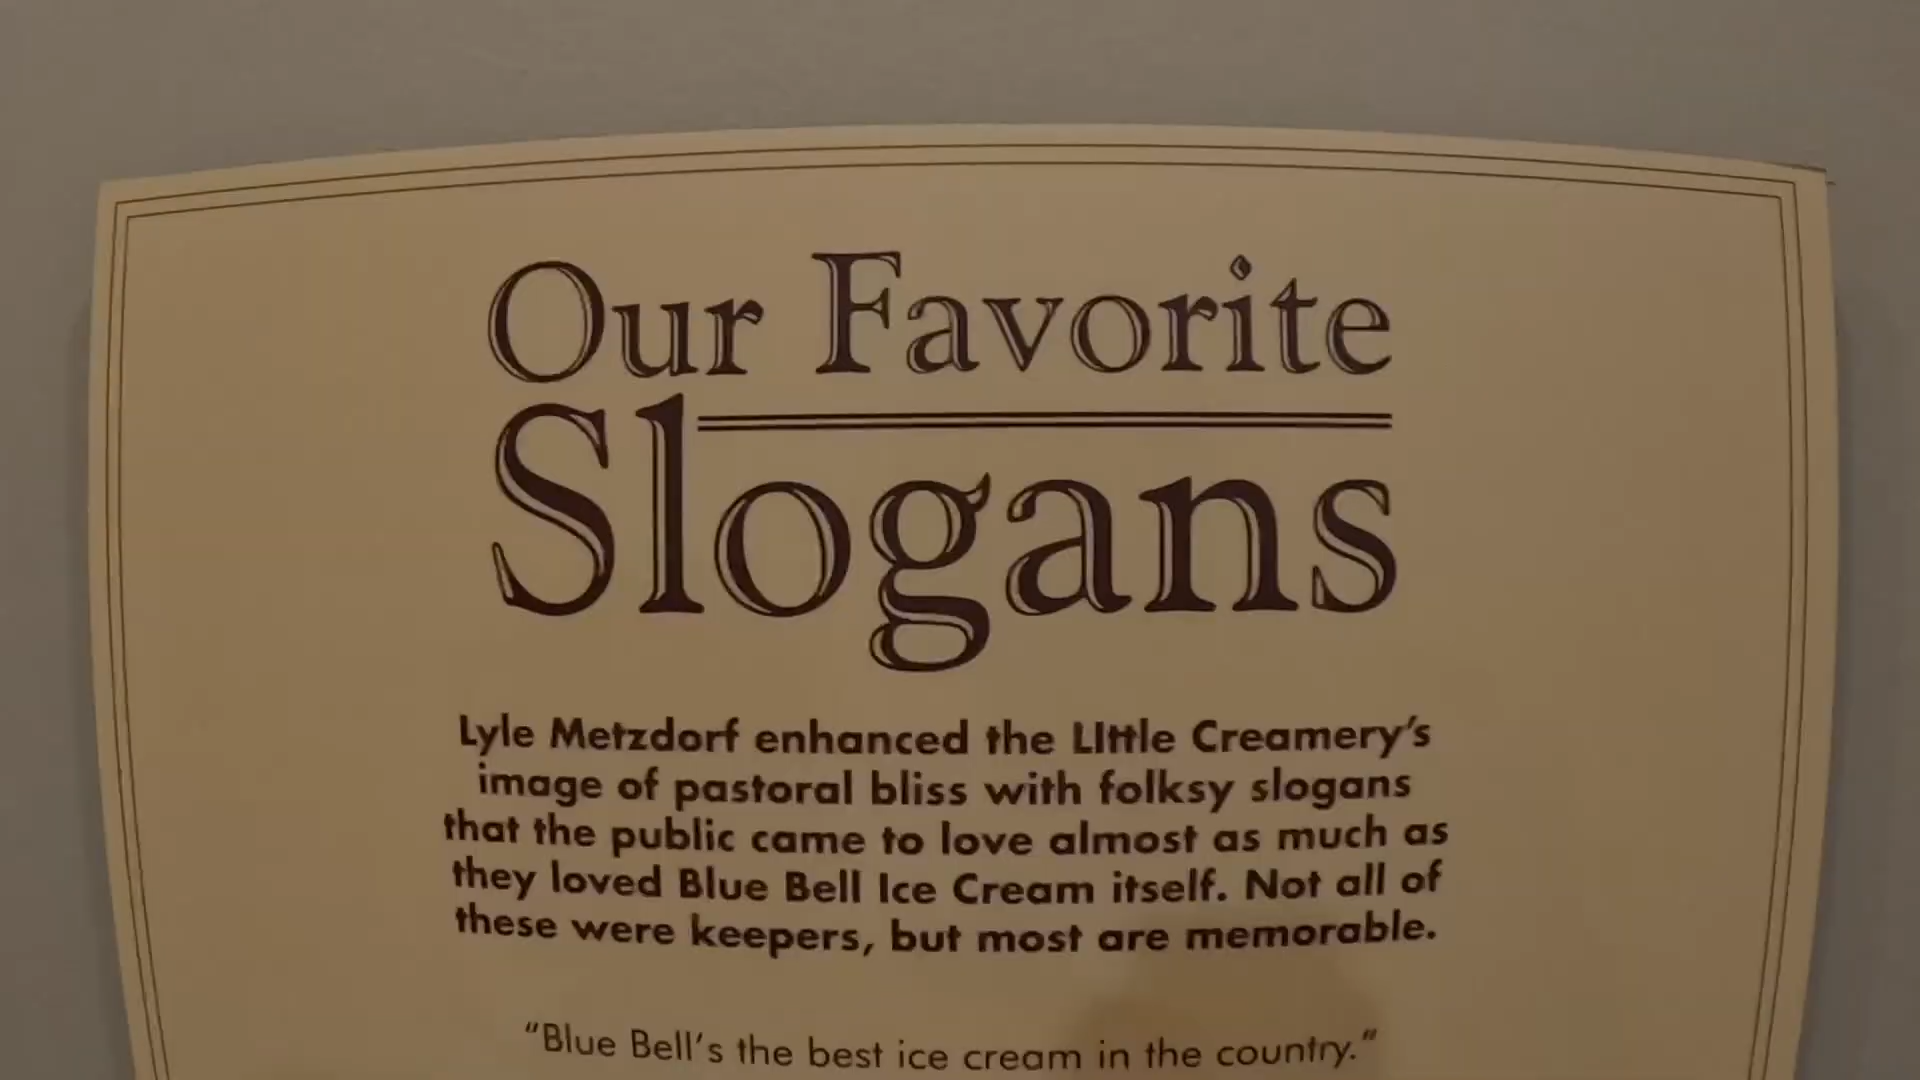 Our Favorite
Slogans
Lyle Metzdorf enhanced the LIttle Creamery's
image of pastoral bliss with folksy slogans
that the public came to love almost as much as
they loved Blue Bell Ice Cream itself. Not all of
these were keepers, but most are memorable.
"Blue Bell's the best ice cream in the country."